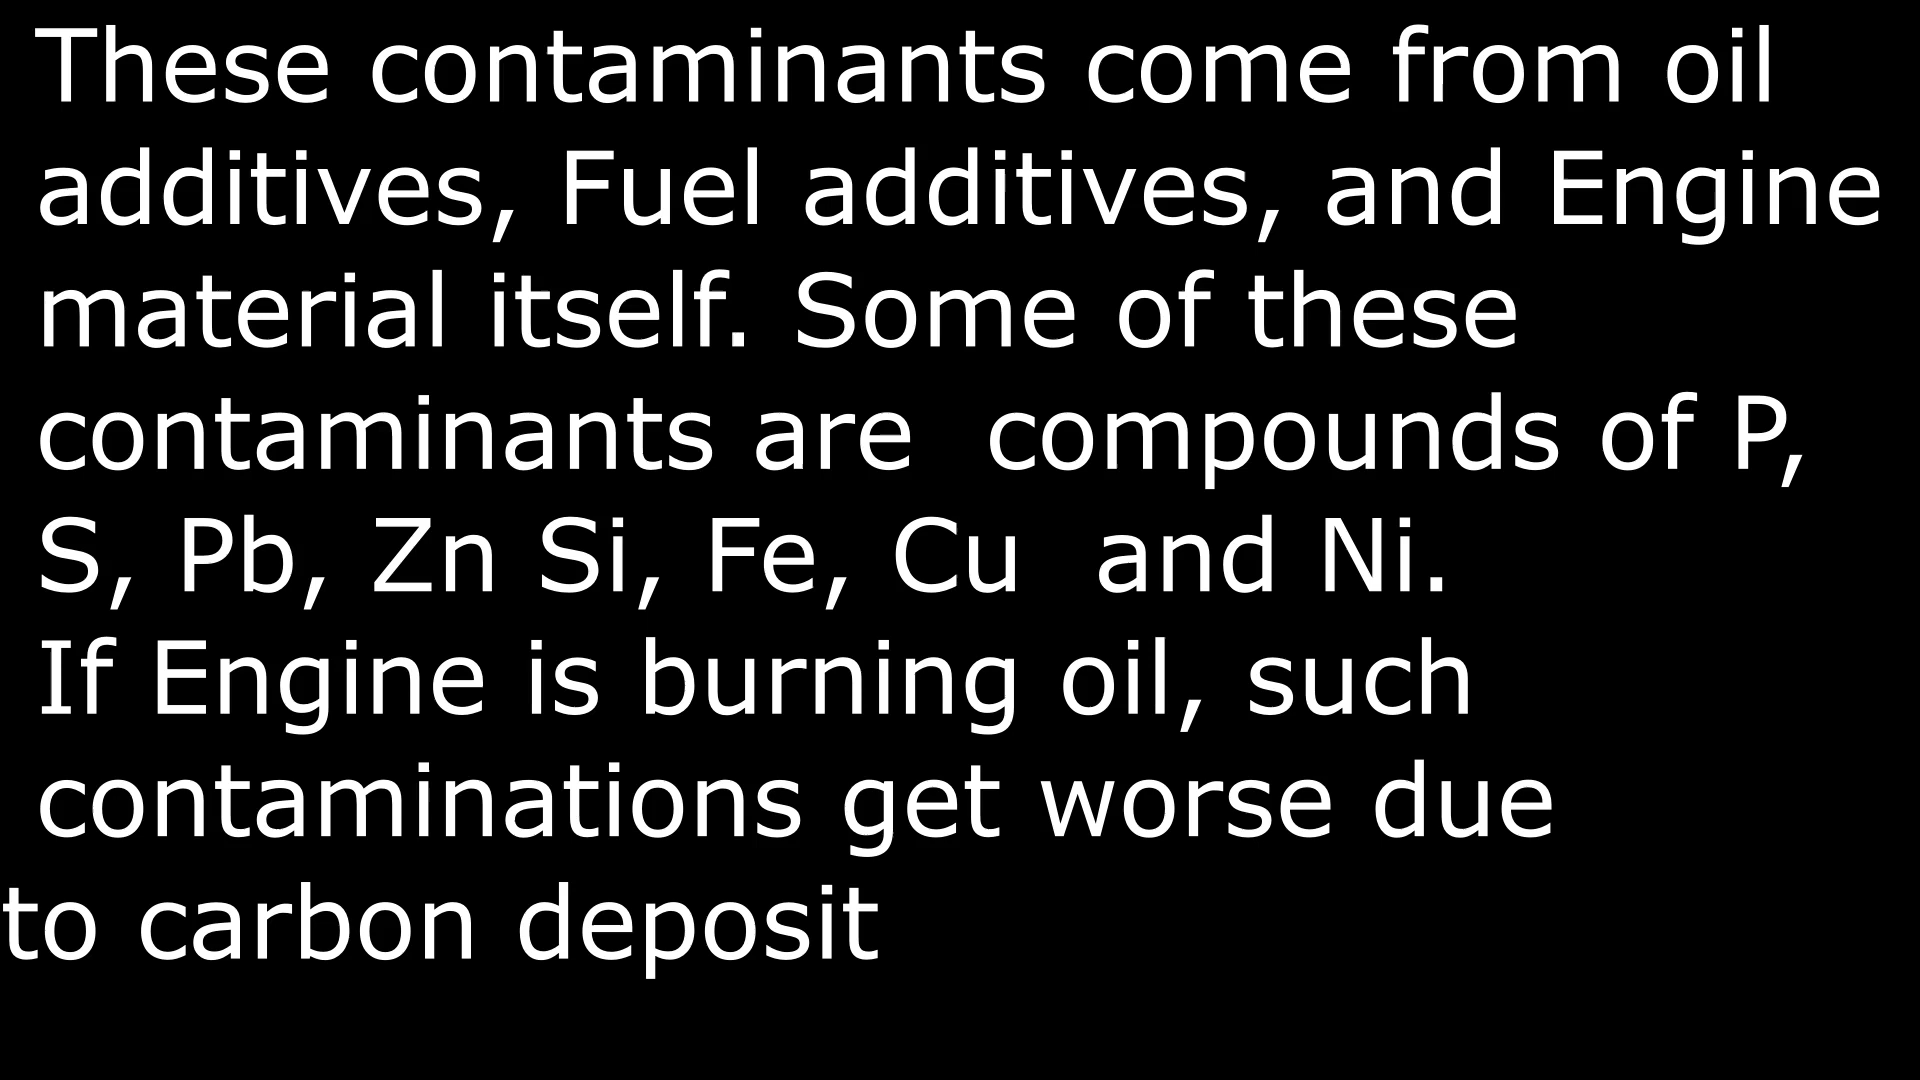 These contaminants come from oil
additives, Fuel additives, and Engine
material itself. Some of these
contaminants are  compounds of P,
S, Pb, Zn Si, Fe, Cu  and Ni.
If Engine is burning oil, such
contaminations get worse due
to carbon deposit